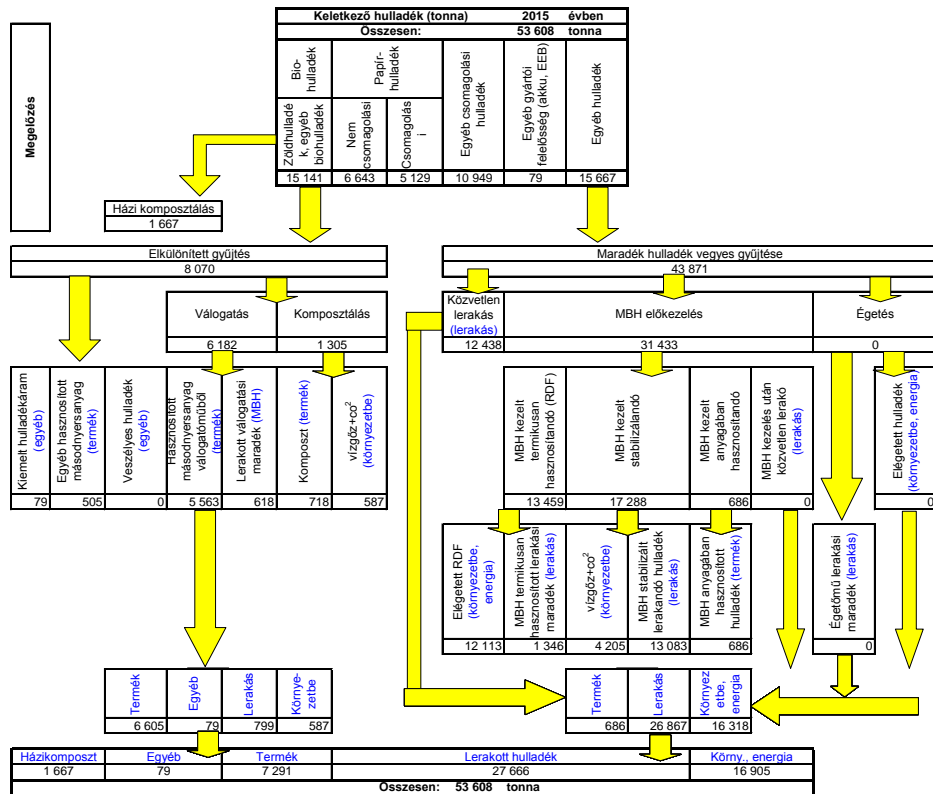 Keletkező hulladék (tonna) 2015 évben
Összesen: 53 608 tonna
Megelőzés
Bio-
hulladék
Papír-
hulladék
Zöldhulladé
k, egyéb
biohulladék
Nem
csomagolási
Csomagolás
i
Egyéb csomagolási
hulladék
Egyéb gyártói
felelősség (akku, EEB)
Egyéb hulladék
15 141 6 643 5 129 10 949 79 15 667
Házi komposztálás
1 667
Elkülönített gyűjtés
8 070
Maradék hulladék vegyes gyűjtése
43 871
Válogatás
6 182
Komposztálás
1 305
Közvetlen
lerakás
(lerakás)
12 438
MBH előkezelés
31 433
Égetés
0
Kiemelt hulladékáram
(egyéb)
79
Egyéb hasznosított
másodnyersanyag
(termék)
505
Veszélyes hulladék
(egyéb)
0
Hasznosított
másodnyersanyag
válogatóműből
(termék)
5 563
Lerakott válogatási
maradék (MBH)
618
Komposzt (termék)
718
vízgőz+co2
(környezetbe)
587
MBH kezelt
termikusan
hasznosítandó (RDF)
13 459
MBH kezelt
stabilizálandó
17 288
MBH kezelt
anyagában
hasznosítandó
686
MBH kezelés után
közvetlen lerakó
(lerakás)
0
Elégetett hulladék
(környezetbe, energia)
0
Elégetett RDF
(környezetbe,
energia)
12 113
MBH termikusan
hasznosított lerakási
maradék (lerakás)
1 346
vízgőz+co2
(környezetbe)
4 205
MBH stabilizált
lerakandó hulladék
(lerakás)
13 083
MBH anyagában
hasznosított
hulladék (termék)
686
Égetőmű lerakási
maradék (lerakás)
0
Termék
6 605
Egyéb
79
Lerakás
799
Környe-
zetbe
587
Termék
686
Lerakás
26 867
Környez
etbe,
energia
16 318
Házikomposzt Egyéb Termék Lerakott hulladék Körny., energia
1 667 79 7 291 27 666 16 905
Összesen: 53 608 tonna